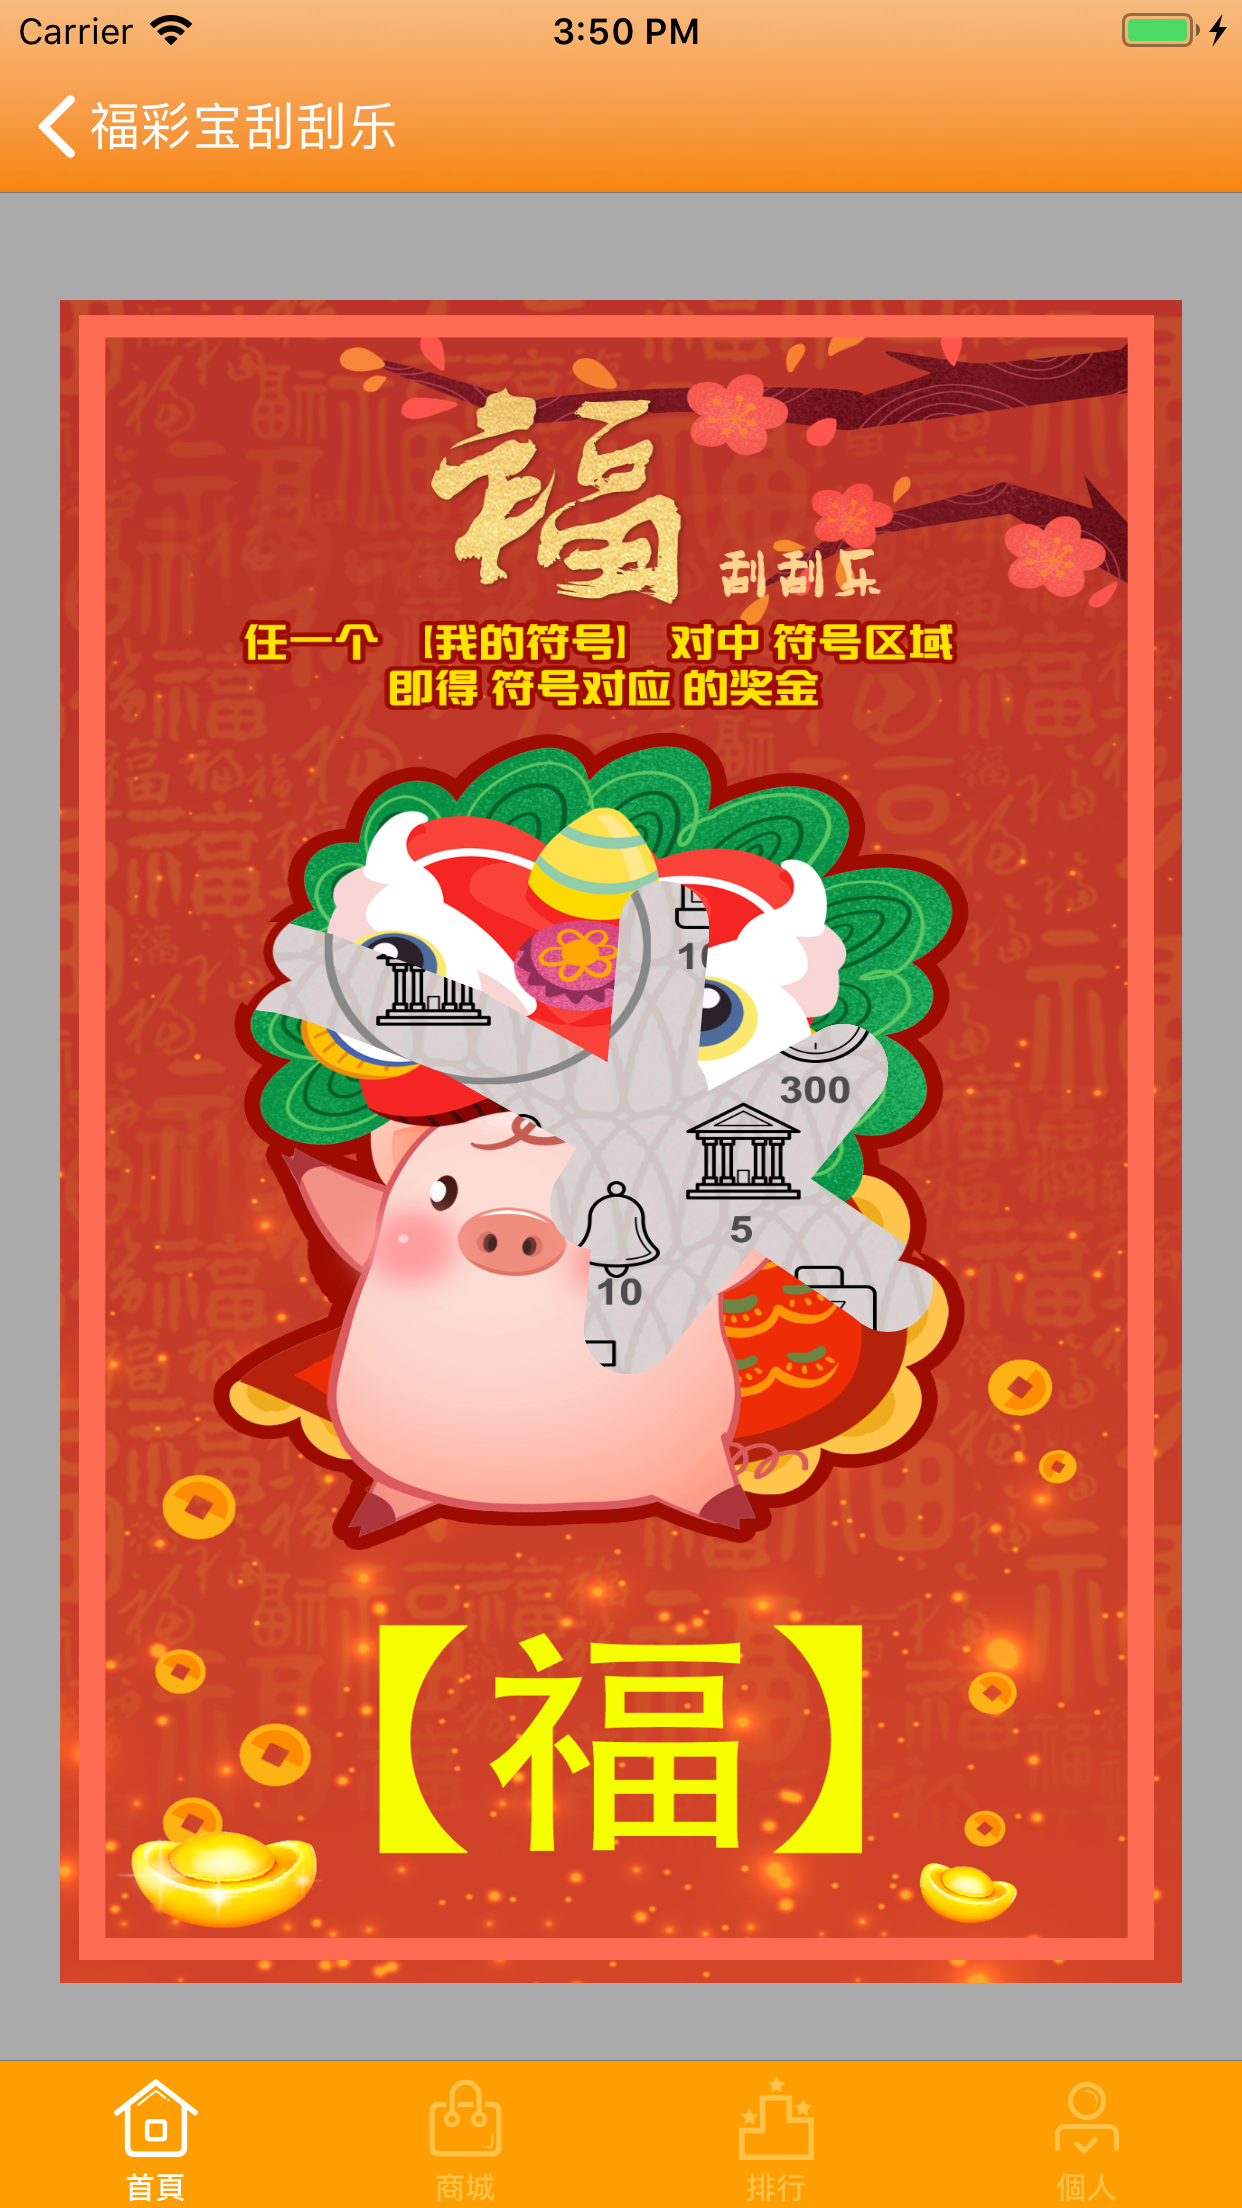 Carrier 3:50 PM
福彩宝刮刮乐
福
刮刮乐
任一个 【我的符号】 对中 符号区域
即得 符号对应 的奖金
300
5
10
【福】
首頁 商城 排行 個人